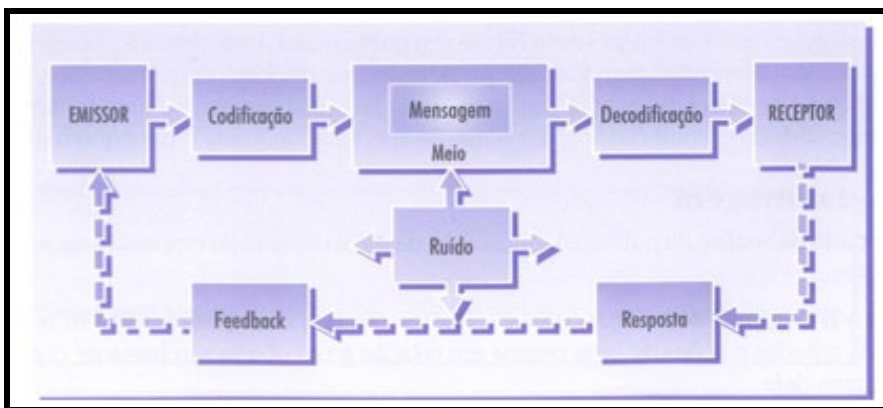 EMISSOR
Codificação
Mensagem
Meio
Decodificação
RECEPTOR
Ruído
Feedback
Resposta